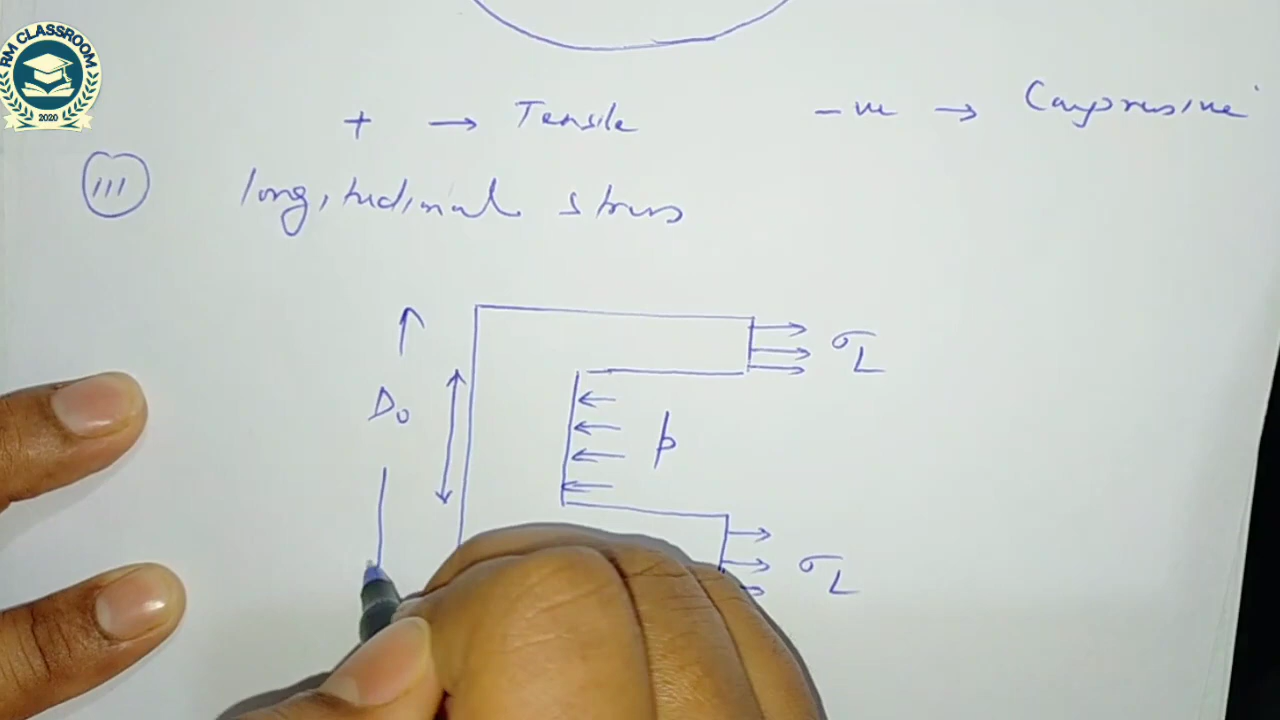 RM CLASSROOM
2020
+ → Tensile - ve → Compressive
(iii) longitudinal stress
σL
D0
p
σL